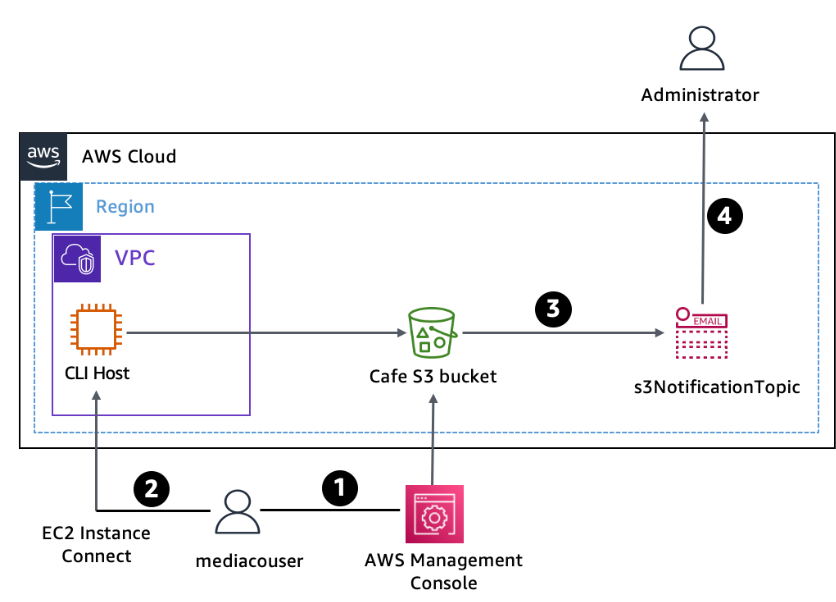 Administrator
aws
AWS Cloud
Region
4
VPC
3
EMAIL
CLI Host
Cafe S3 bucket
s3NotificationTopic
2
1
EC2 Instance
Connect
mediacouser
AWS Management
Console